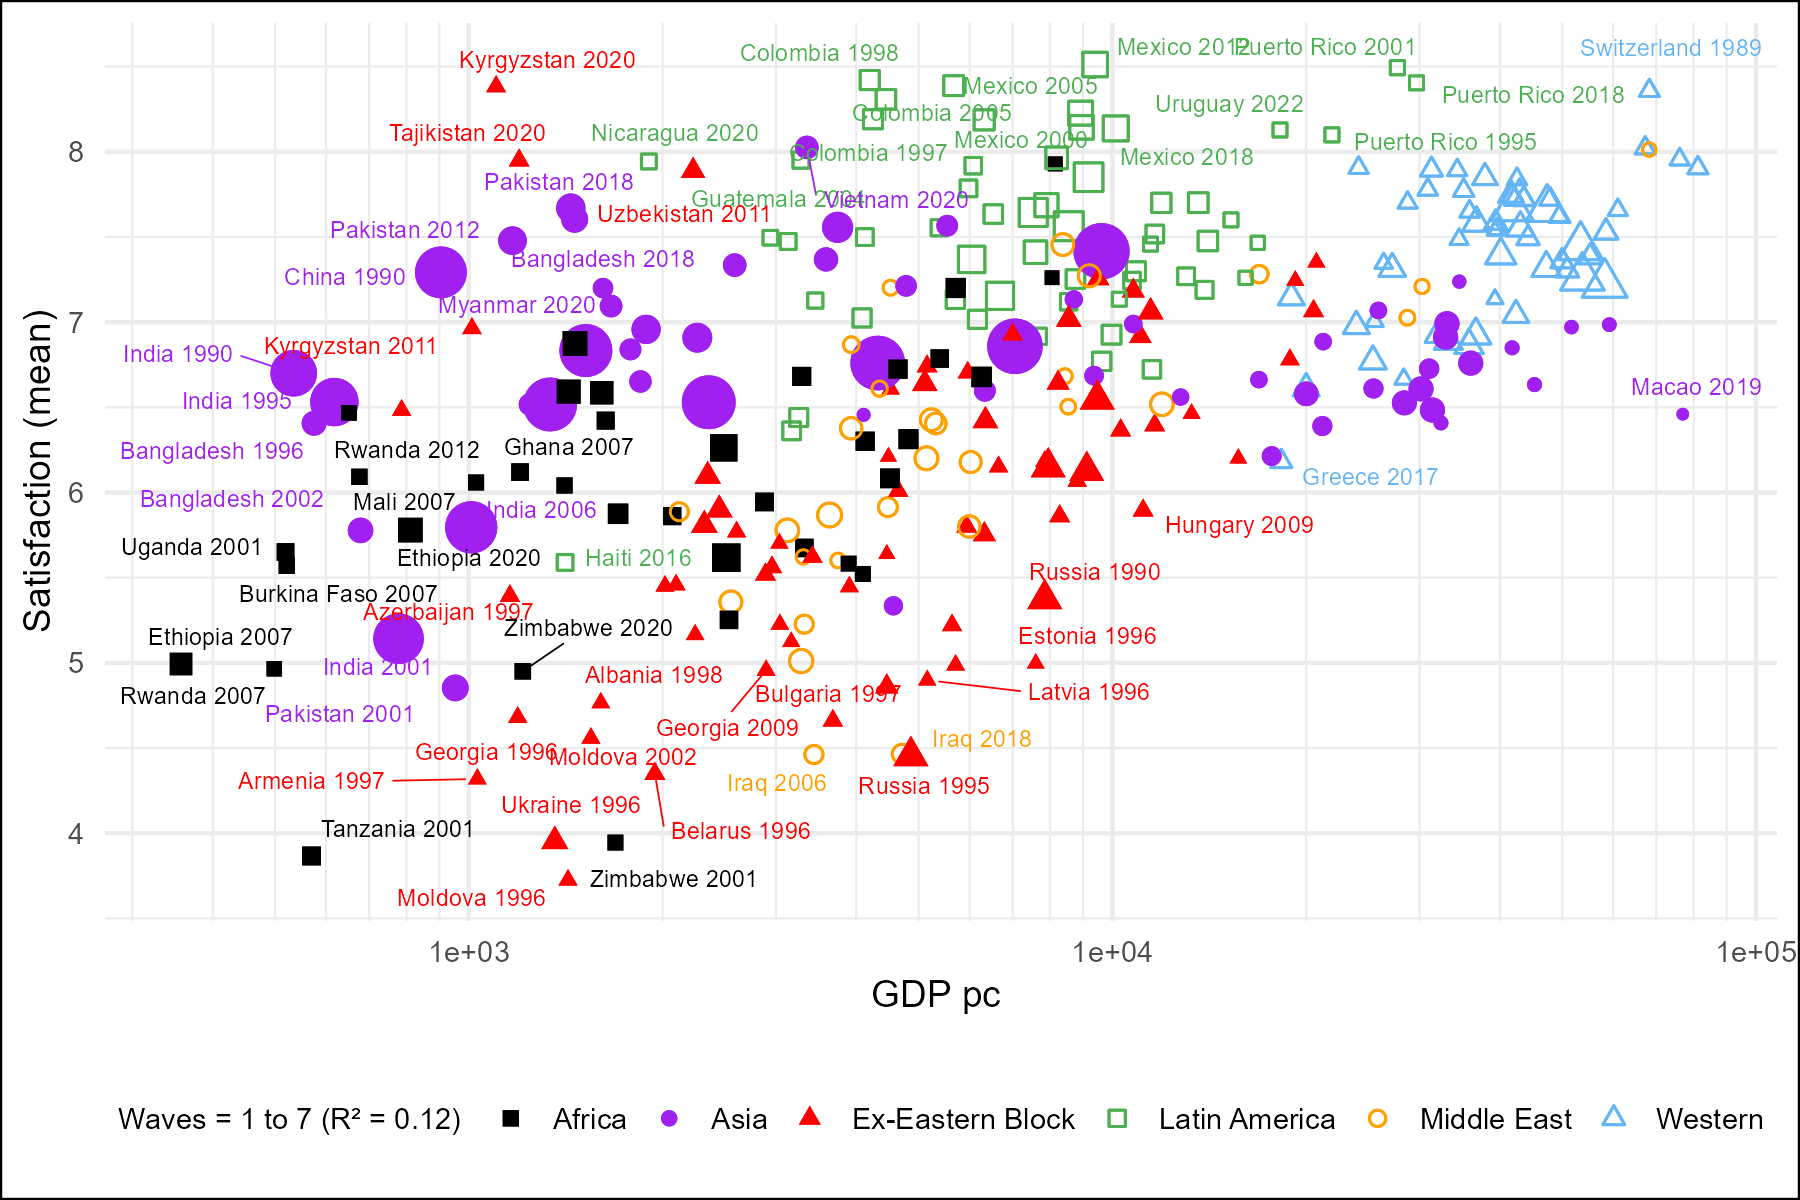 Kyrgyzstan 2020
Colombia 1998
Mexico 2012
Puerto Rico 2001
Switzerland 1989
Mexico 2005
Puerto Rico 2018
Colombia 2005
Uruguay 2022
Tajikistan 2020
Nicaragua 2020
Mexico 2000
Puerto Rico 1995
Colombia 1997
Mexico 2018
Pakistan 2018
Guatemala 2004
Vietnam 2020
Uzbekistan 2011
Pakistan 2012
Bangladesh 2018
China 1990
Myanmar 2020
India 1990
Kyrgyzstan 2011
India 1995
Macao 2019
Bangladesh 1996
Rwanda 2012
Ghana 2007
Greece 2017
Bangladesh 2002
Mali 2007
India 2006
Hungary 2009
Uganda 2001
Ethiopia 2020
Haiti 2016
Russia 1990
Burkina Faso 2007
Azerbaijan 1997
Zimbabwe 2020
Ethiopia 2007
Estonia 1996
India 2001
Albania 1998
Rwanda 2007
Bulgaria 1997
Latvia 1996
Pakistan 2001
Georgia 2009
Georgia 1996
Moldova 2002
Iraq 2018
Armenia 1997
Iraq 2006
Russia 1995
Ukraine 1996
Tanzania 2001
Belarus 1996
Zimbabwe 2001
Moldova 1996
8
7
6
5
4
Satisfaction (mean)
1e+03
1e+04
1e+05
GDP pc
Waves = 1 to 7 (R² = 0.12) Africa Asia Ex-Eastern Block Latin America Middle East Western